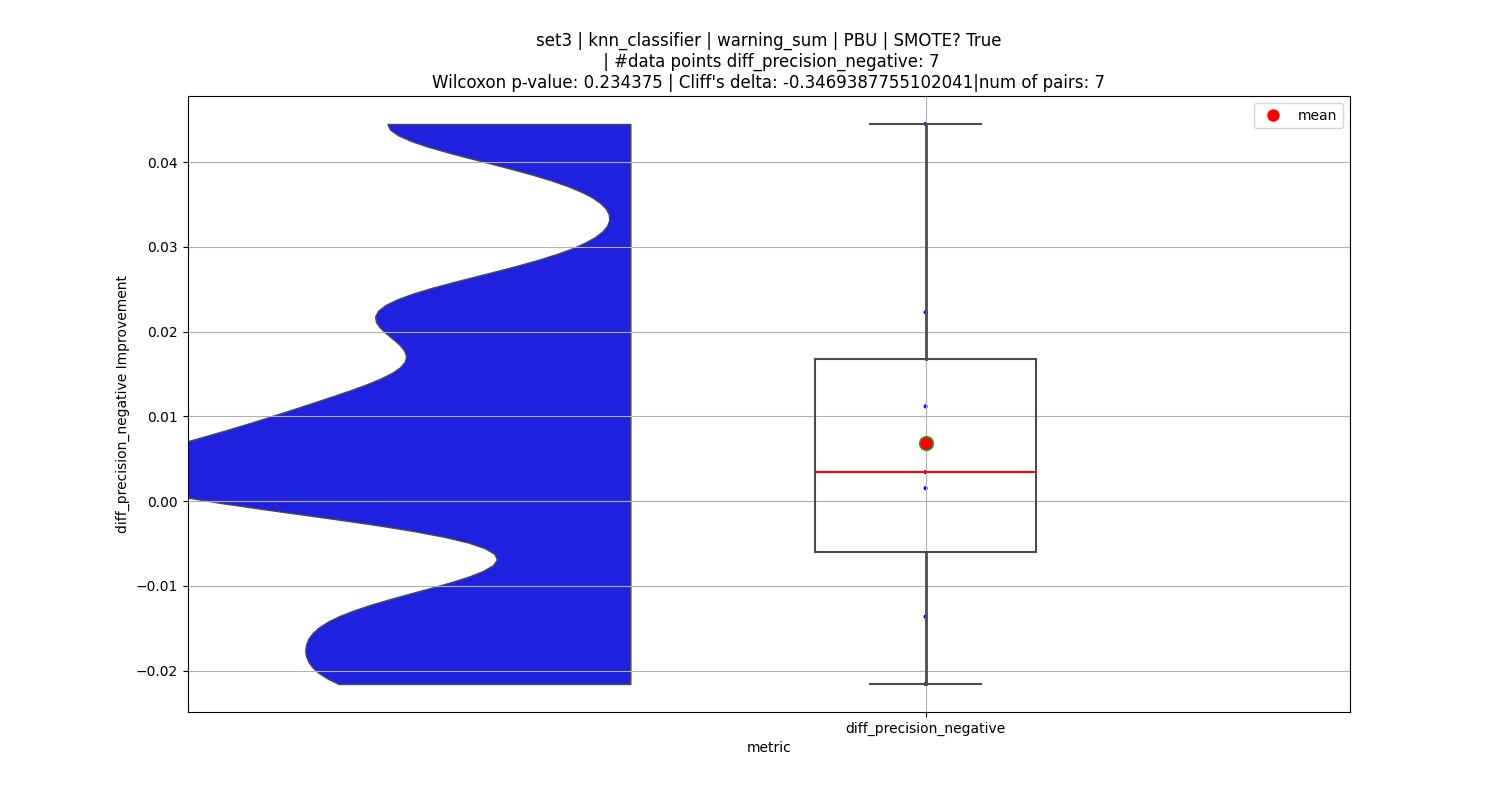 set3 | knn_classifier | warning_sum | PBU | SMOTE? True
| #data points diff_precision_negative: 7
Wilcoxon p-value: 0.234375 | Cliff's delta: -0.3469387755102041|num of pairs: 7
mean
0.04
0.03
0.02
0.01
0.00
−0.01
−0.02
diff_precision_negative Improvement
diff_precision_negative
metric